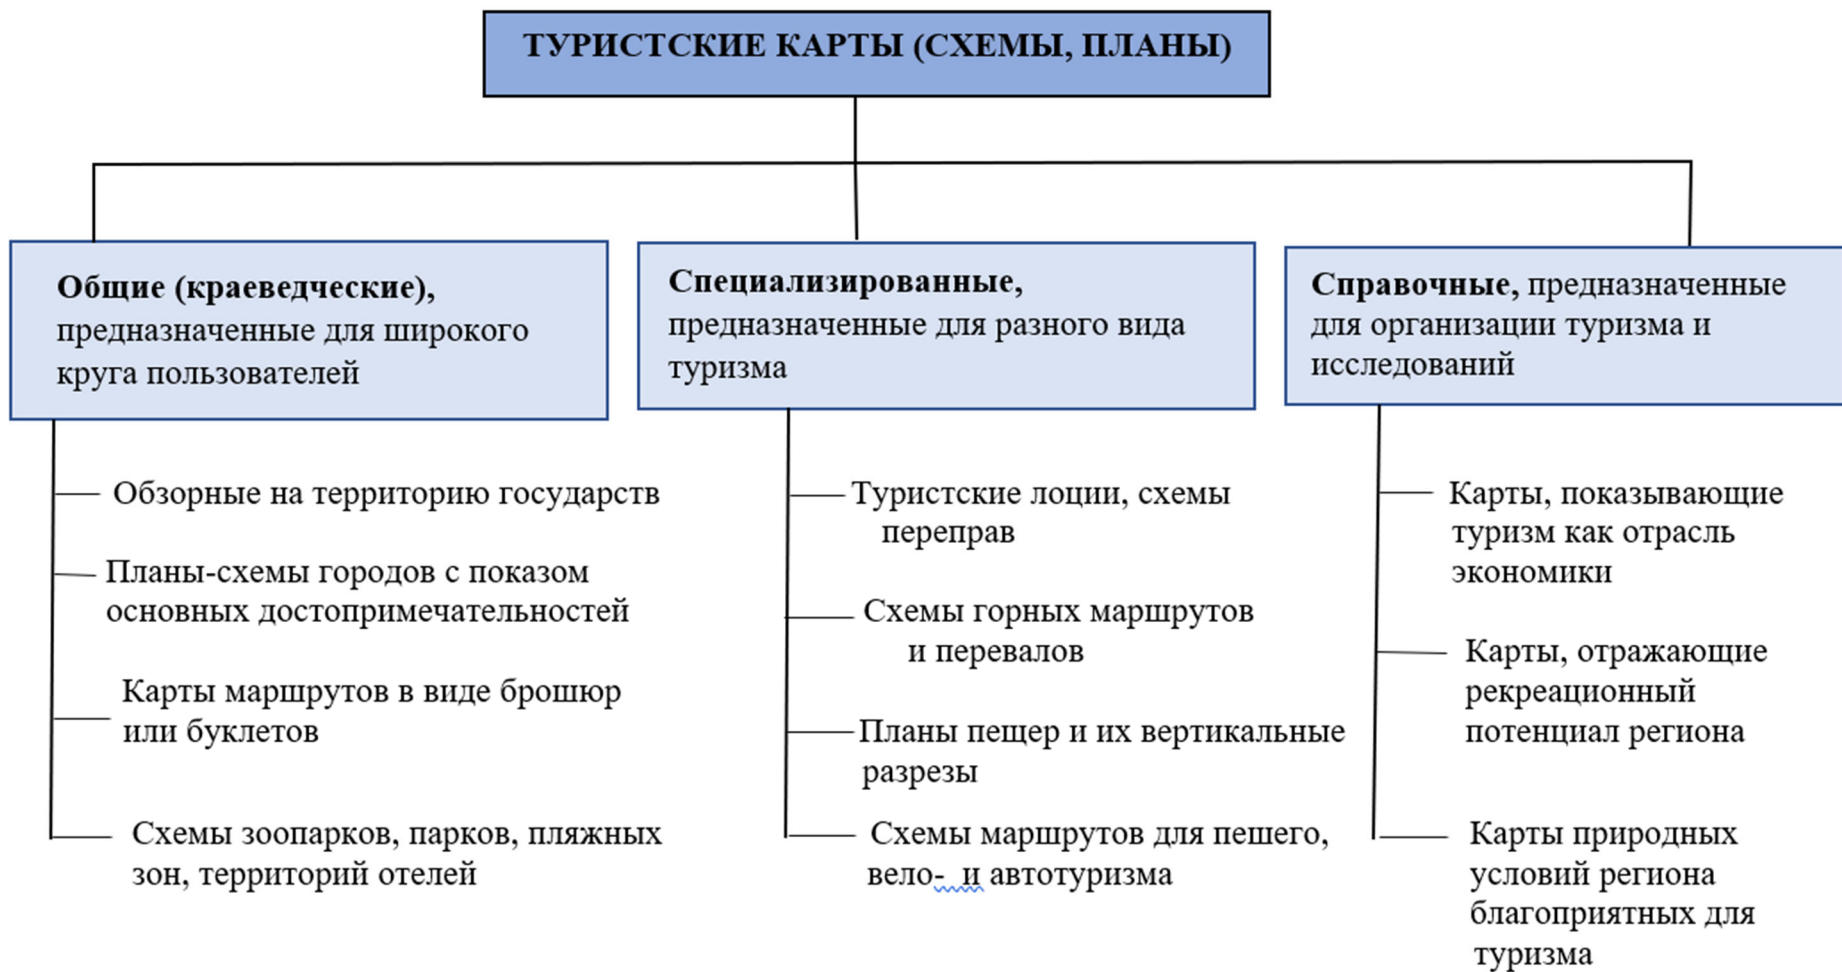 ТУРИСТСКИЕ КАРТЫ (СХЕМЫ, ПЛАНЫ)
Общие (краеведческие),
предназначенные для широкого
круга пользователей
Обзорные на территорию государств
Планы-схемы городов с показом
основных достопримечательностей
Карты маршрутов в виде брошюр
или буклетов
Схемы зоопарков, парков, пляжных
зон, территорий отелей
Специализированные,
предназначенные для разного вида
туризма
Туристские лоции, схемы
переправ
Схемы горных маршрутов
и перевалов
Планы пещер и их вертикальные
разрезы
Схемы маршрутов для пешего,
вело- и автотуризма
Справочные, предназначенные
для организации туризма и
исследований
Карты, показывающие
туризм как отрасль
экономики
Карты, отражающие
рекреационный
потенциал региона
Карты природных
условий региона
благоприятных для
туризма